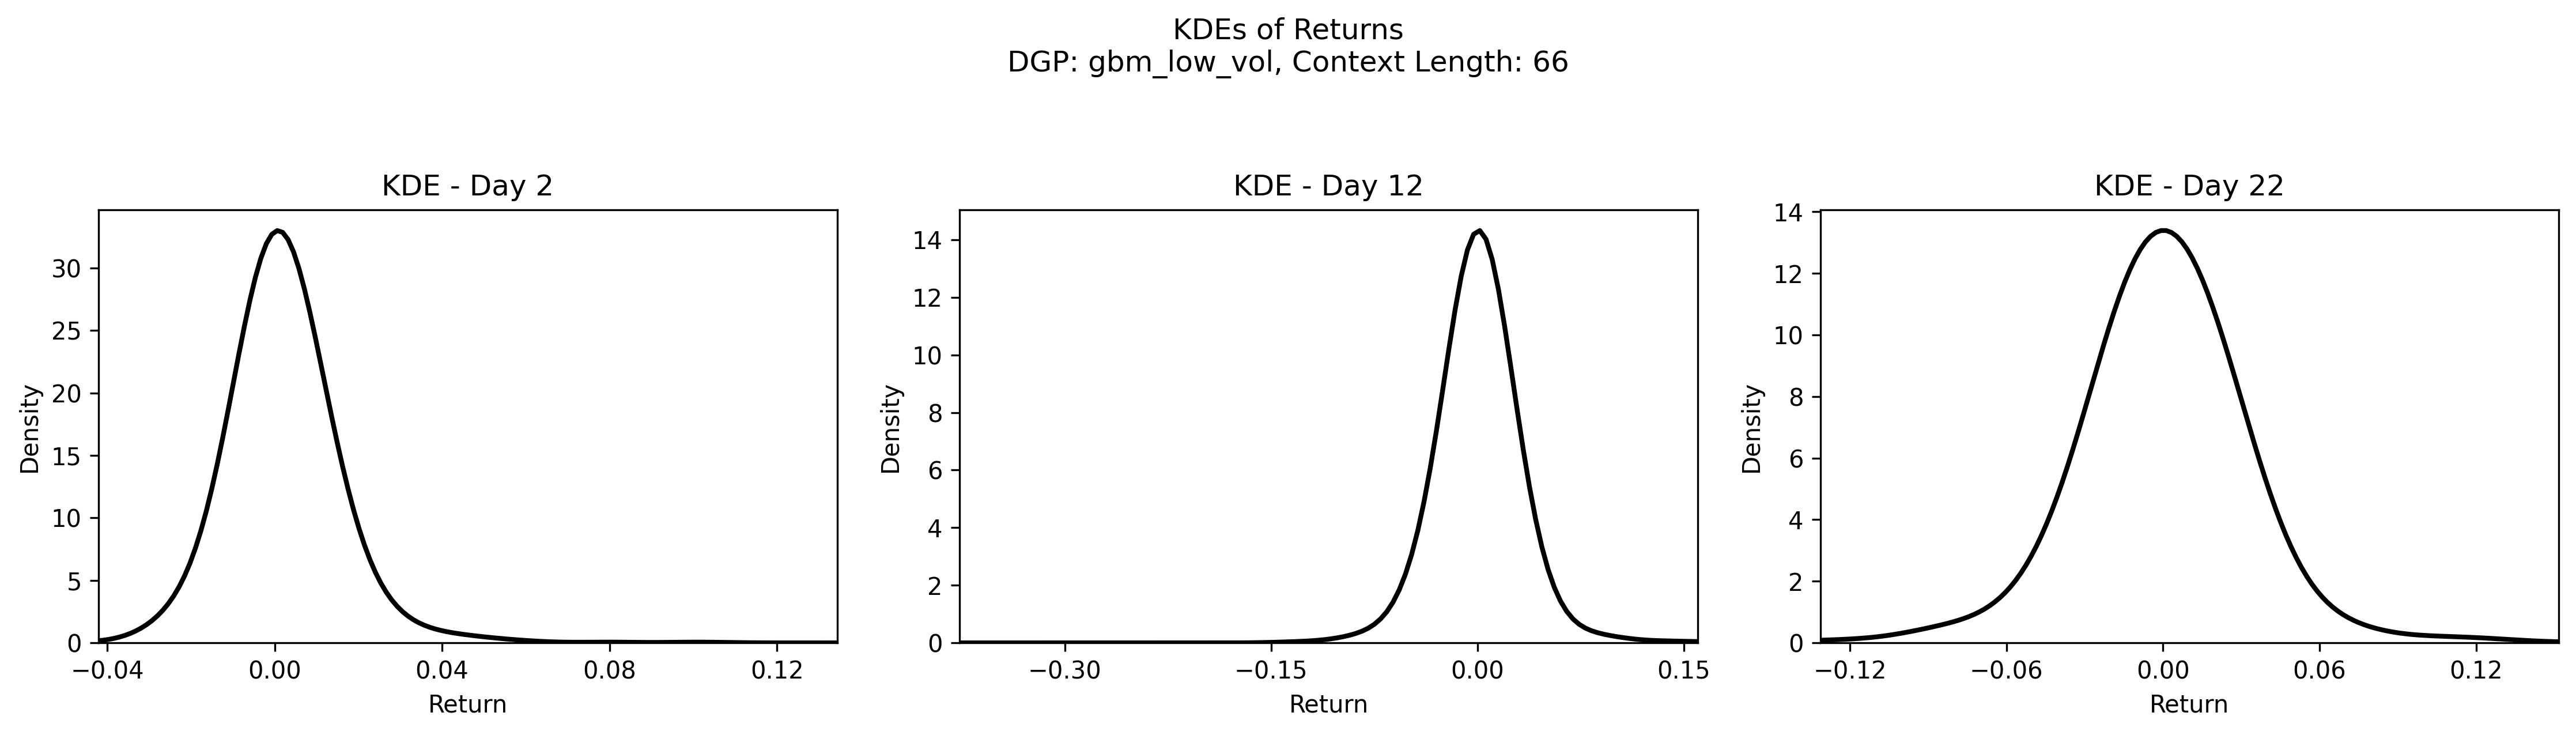 KDEs of Returns
DGP: gbm_low_vol, Context Length: 66
KDE - Day 2
Density
30
25
20
15
10
5
0
−0.04 0.00 0.04 0.08 0.12
Return
KDE - Day 12
Density
14
12
10
8
6
4
2
0
−0.30 −0.15 0.00 0.15
Return
KDE - Day 22
Density
14
12
10
8
6
4
2
0
−0.12 −0.06 0.00 0.06 0.12
Return